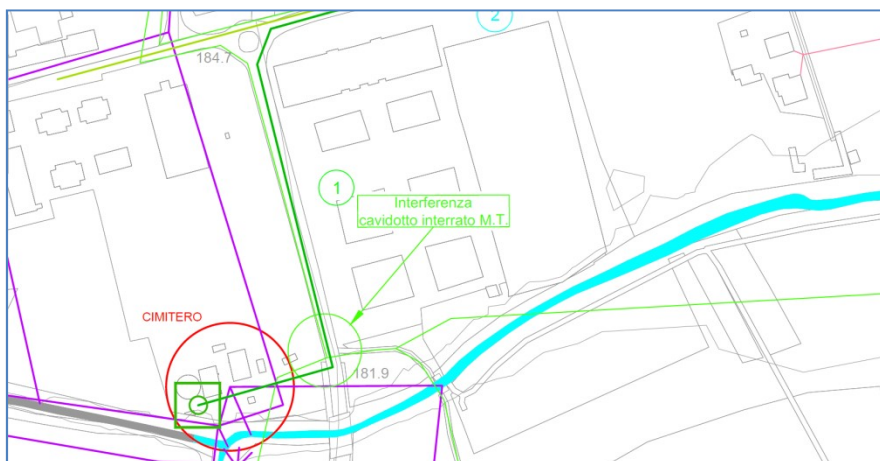 2
184.7
1
Interferenza
cavidotto interrato M.T.
CIMITERO
181.9